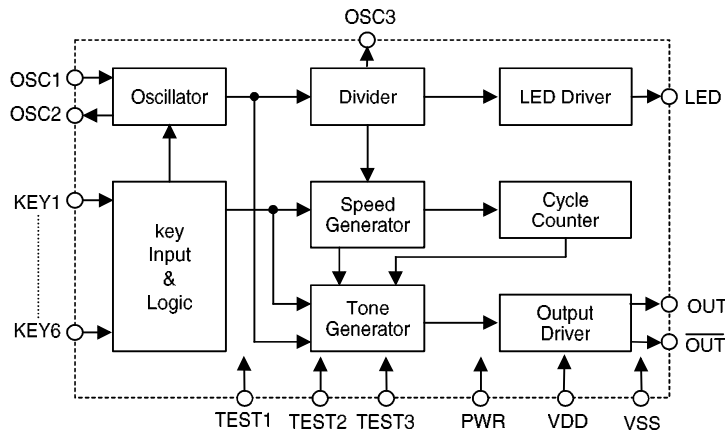 OSC3
OSC1
OSC2
Oscillator
Divider
LED Driver
LED
KEY1
KEY6
key
Input
&
Logic
Speed
Generator
Cycle
Counter
Tone
Generator
Output
Driver
OUT
OUT
TEST1
TEST2
TEST3
PWR
VDD
VSS